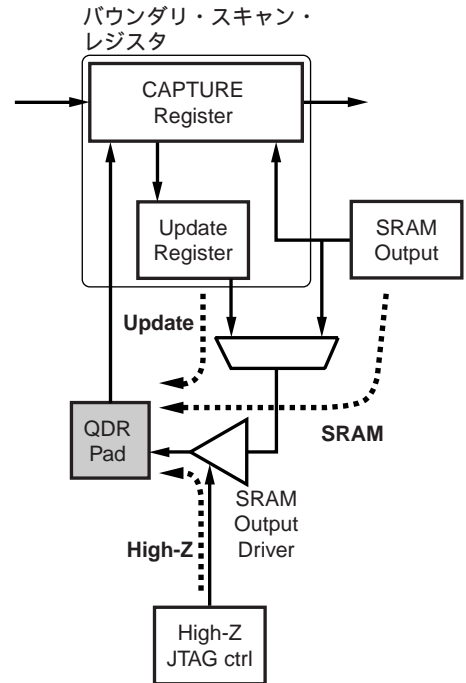 バウンダリ・スキャン・
レジスタ
CAPTURE
Register
Update
Register
SRAM
Output
Update
SRAM
QDR
Pad
SRAM
Output
Driver
High-Z
High-Z
JTAG ctrl